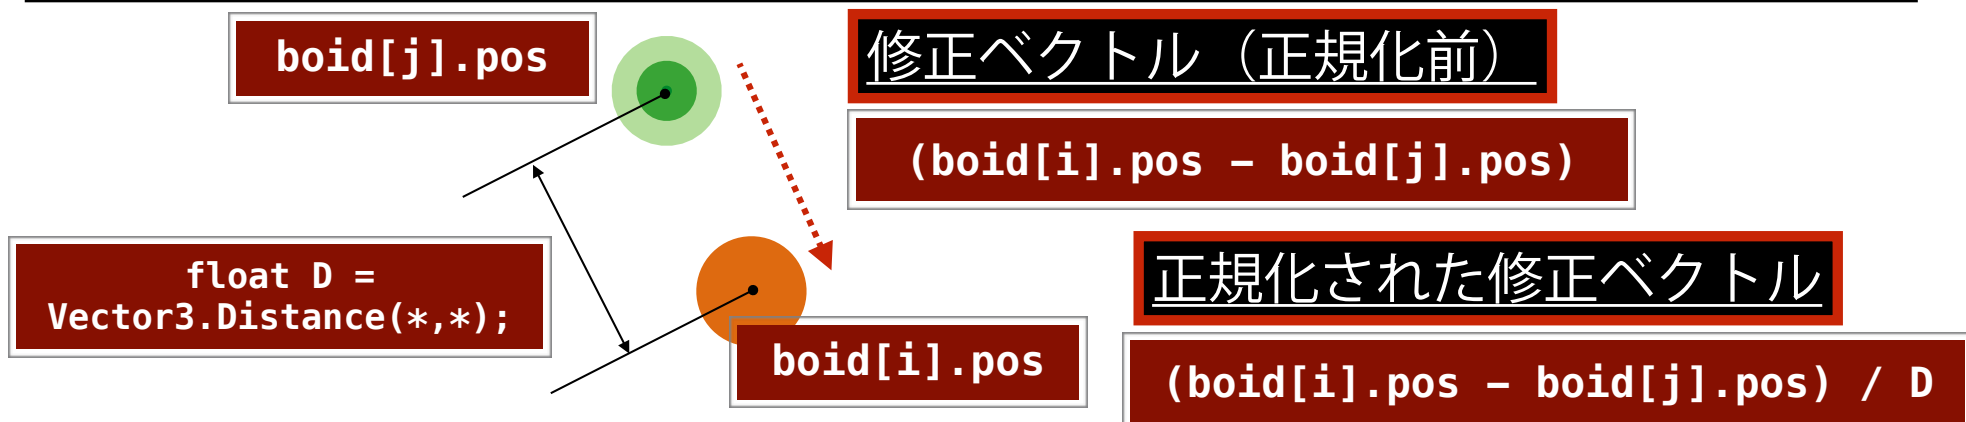 boid[j].pos
修正ベクトル（正規化前）
(boid[i].pos − boid[j].pos)
float D =
Vector3.Distance(*,*);
正規化された修正ベクトル
boid[i].pos
(boid[i].pos − boid[j].pos) / D